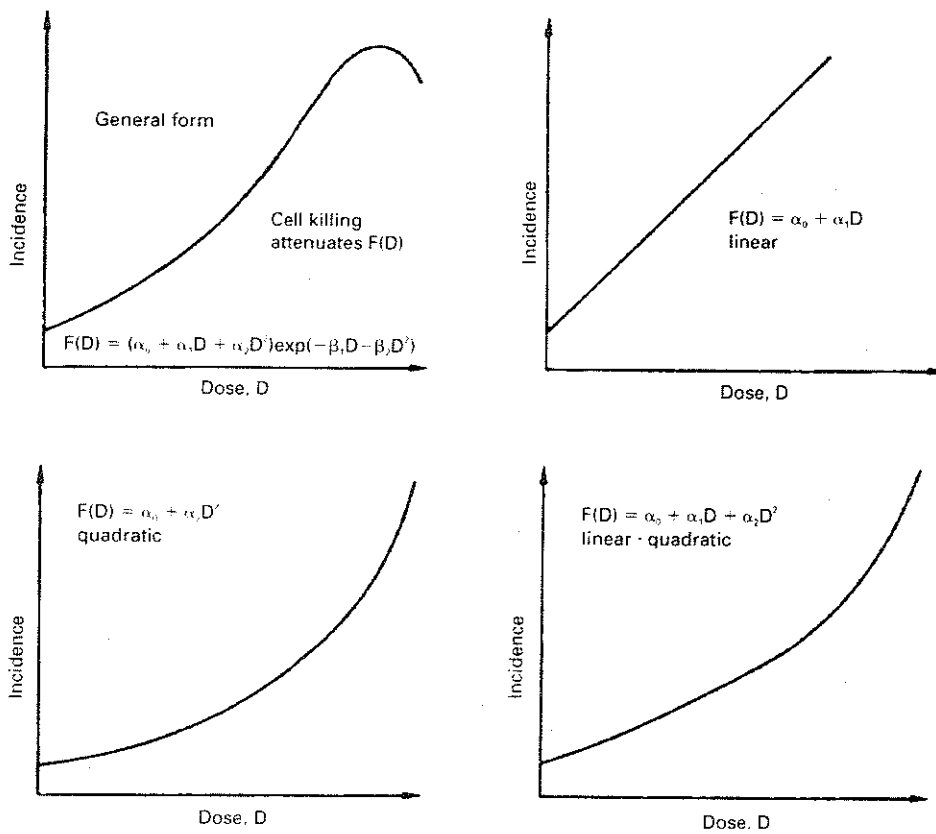 General form
Cell killing
attenuates F(D)
F(D) = (α₀ + α₁D + α₂D²)exp(−β₁D−β₂D²)
Incidence
Dose, D
F(D) = α₀ + α₁D
linear
Incidence
Dose, D
F(D) = α₀ + α₂D²
quadratic
Incidence
Dose, D
F(D) = α₀ + α₁D + α₂D²
linear - quadratic
Incidence
Dose, D